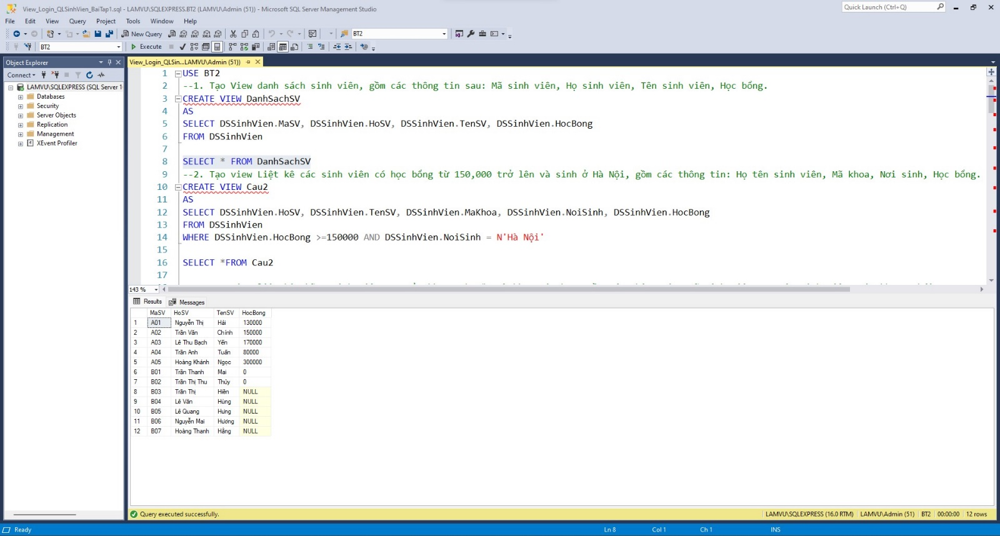 View_Login_QLSinhVien_BaiTap1.sql - LAMVU\SQLEXPRESS.BT2 (LAMVU\Admin (51)) - Microsoft SQL Server Management Studio
Quick Launch (Ctrl+Q)
File Edit View Query Project Tools Window Help
New Query
BT2
BT2
Execute
Object Explorer
Connect
LAMVU\SQLEXPRESS (SQL Server 1
Databases
Security
Server Objects
Replication
Management
XEvent Profiler
View_Login_QLSin...LAMVU\Admin (51))
1 USE BT2
2 --1. Tạo View danh sách sinh viên, gồm các thông tin sau: Mã sinh viên, Họ sinh viên, Tên sinh viên, Học bổng.
3 CREATE VIEW DanhSachSV
4 AS
5 SELECT DSSinhVien.MaSV, DSSinhVien.HoSV, DSSinhVien.TenSV, DSSinhVien.HocBong
6 FROM DSSinhVien
7
8 SELECT * FROM DanhSachSV
9 --2. Tạo view Liệt kê các sinh viên có học bổng từ 150,000 trở lên và sinh ở Hà Nội, gồm các thông tin: Họ tên sinh viên, Mã khoa, Nơi sinh, Học bổng.
10 CREATE VIEW Cau2
11 AS
12 SELECT DSSinhVien.HoSV, DSSinhVien.TenSV, DSSinhVien.MaKhoa, DSSinhVien.NoiSinh, DSSinhVien.HocBong
13 FROM DSSinhVien
14 WHERE DSSinhVien.HocBong >=150000 AND DSSinhVien.NoiSinh = N'Hà Nội'
15
16 SELECT *FROM Cau2
17
143 %
Results Messages
MaSV HoSV TenSV HocBong
1 A01 Nguyễn Thị Hải 130000
2 A02 Trần Văn Chính 150000
3 A03 Lê Thu Bạch Yến 170000
4 A04 Trần Anh Tuấn 80000
5 A05 Hoàng Khánh Ngọc 300000
6 B01 Trần Thanh Mai 0
7 B02 Trần Thị Thu Thủy 0
8 B03 Trần Thị Hiền NULL
9 B04 Lê Văn Hùng NULL
10 B05 Lê Quang Hưng NULL
11 B06 Nguyễn Mai Hương NULL
12 B07 Hoàng Thanh Hằng NULL
Query executed successfully.
LAMVU\SQLEXPRESS (16.0 RTM) LAMVU\Admin (51) BT2 00:00:00 12 rows
Ready Ln 8 Col 1 Ch 1 INS